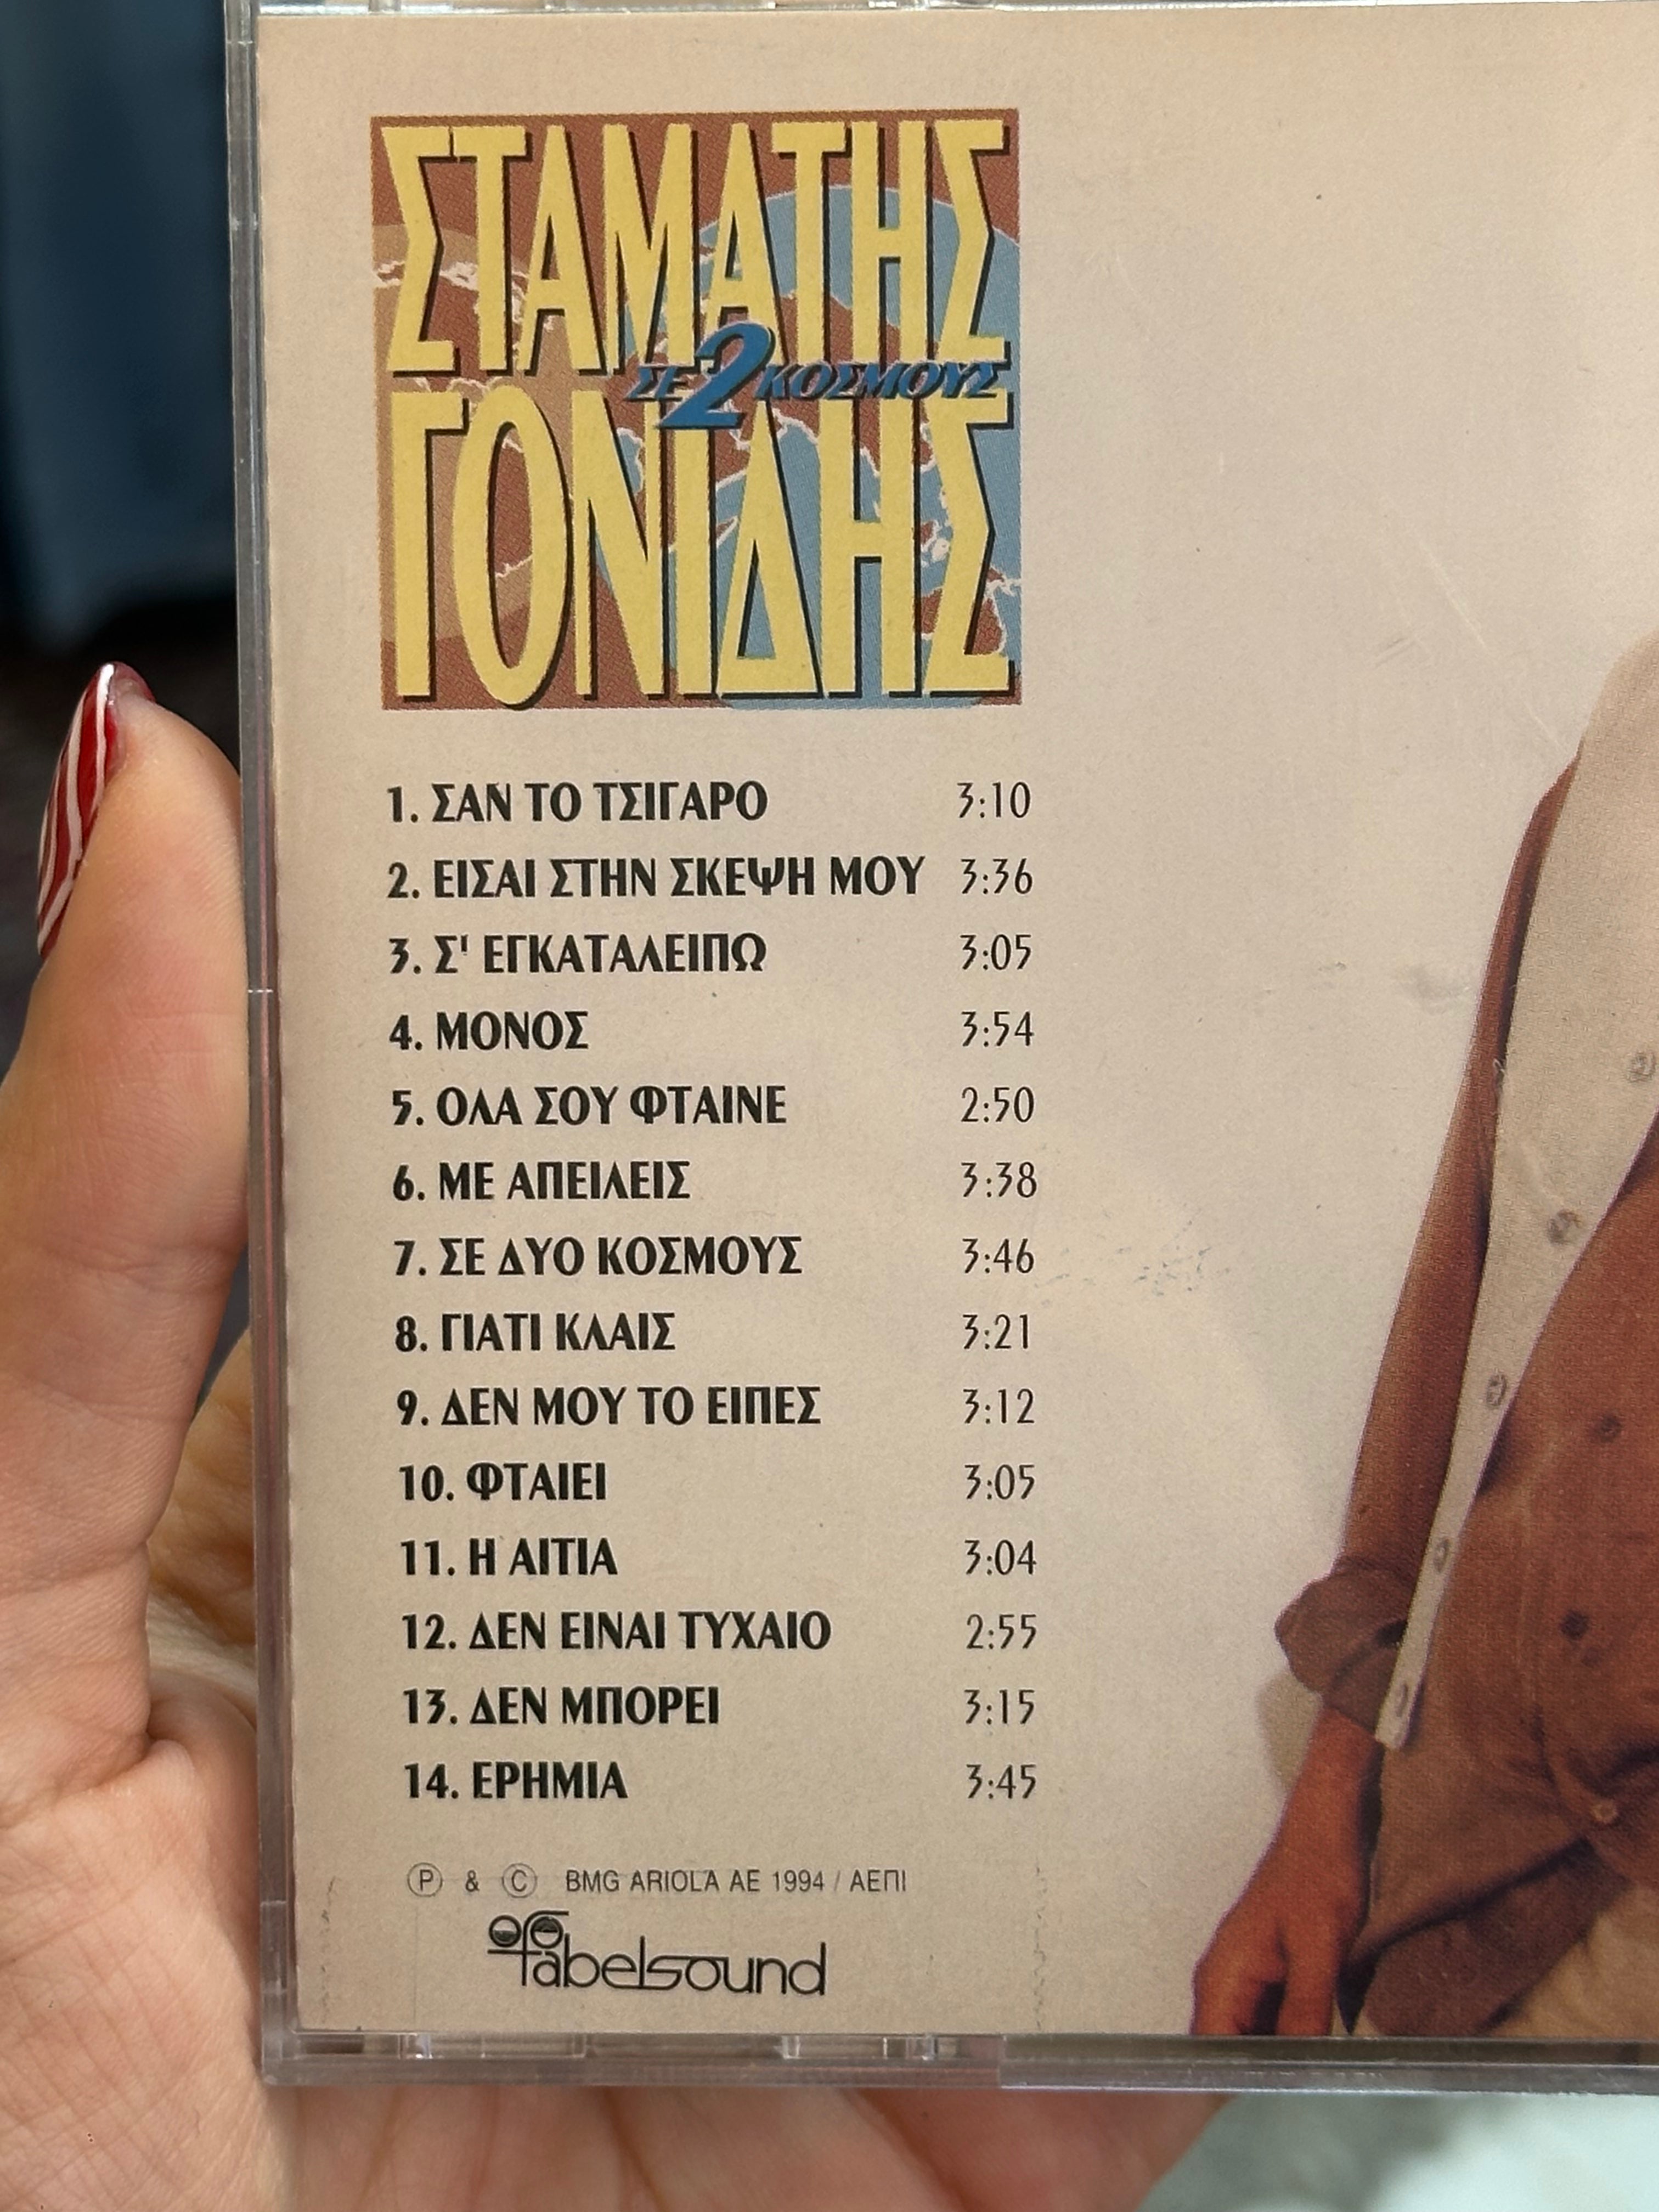 ΣΤΑΜΑΤΗΣ
ΣΕ 2 ΚΟΣΜΟΥΣ
ΓΟΝΙΔΗΣ
1. ΣΑΝ ΤΟ ΤΣΙΓΑΡΟ 3:10
2. ΕΙΣΑΙ ΣΤΗΝ ΣΚΕΨΗ ΜΟΥ 3:36
3. Σ' ΕΓΚΑΤΑΛΕΙΠΩ 3:05
4. ΜΟΝΟΣ 3:54
5. ΟΛΑ ΣΟΥ ΦΤΑΙΝΕ 2:50
6. ΜΕ ΑΠΕΙΛΕΙΣ 3:38
7. ΣΕ ΔΥΟ ΚΟΣΜΟΥΣ 3:46
8. ΓΙΑΤΙ ΚΛΑΙΣ 3:21
9. ΔΕΝ ΜΟΥ ΤΟ ΕΙΠΕΣ 3:12
10. ΦΤΑΙΕΙ 3:05
11. Η ΑΙΤΙΑ 3:04
12. ΔΕΝ ΕΙΝΑΙ ΤΥΧΑΙΟ 2:55
13. ΔΕΝ ΜΠΟΡΕΙ 3:15
14. ΕΡΗΜΙΑ 3:45
Ⓟ & Ⓒ BMG ARIOLA AE 1994 / ΑΕΠΙ
fabelsound